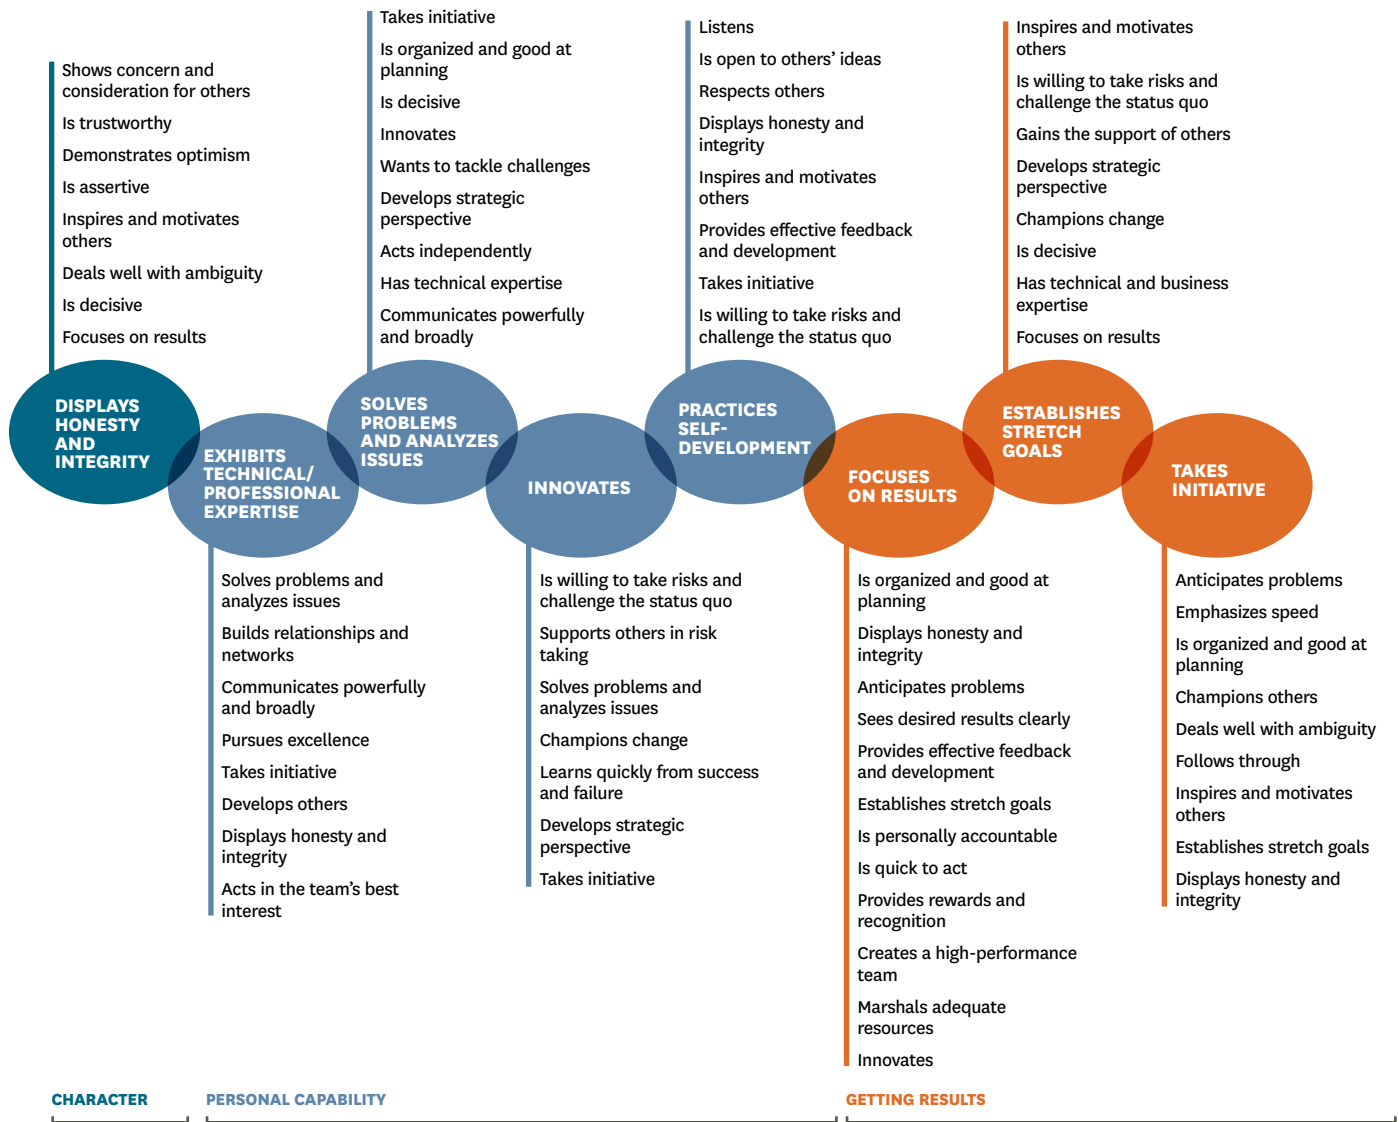 Shows concern and
consideration for others
Is trustworthy
Demonstrates optimism
Is assertive
Inspires and motivates
others
Deals well with ambiguity
Is decisive
Focuses on results
DISPLAYS
HONESTY
AND
INTEGRITY
EXHIBITS
TECHNICAL/
PROFESSIONAL
EXPERTISE
Solves problems and
analyzes issues
Builds relationships and
networks
Communicates powerfully
and broadly
Pursues excellence
Takes initiative
Develops others
Displays honesty and
integrity
Acts in the team’s best
interest
Takes initiative
Is organized and good at
planning
Is decisive
Innovates
Wants to tackle challenges
Develops strategic
perspective
Acts independently
Has technical expertise
Communicates powerfully
and broadly
SOLVES
PROBLEMS
AND ANALYZES
ISSUES
INNOVATES
Is willing to take risks and
challenge the status quo
Supports others in risk
taking
Solves problems and
analyzes issues
Champions change
Learns quickly from success
and failure
Develops strategic
perspective
Takes initiative
Listens
Is open to others’ ideas
Respects others
Displays honesty and
integrity
Inspires and motivates
others
Provides effective feedback
and development
Takes initiative
Is willing to take risks and
challenge the status quo
PRACTICES
SELF-
DEVELOPMENT
FOCUSES
ON RESULTS
Is organized and good at
planning
Displays honesty and
integrity
Anticipates problems
Sees desired results clearly
Provides effective feedback
and development
Establishes stretch goals
Is personally accountable
Is quick to act
Provides rewards and
recognition
Creates a high-performance
team
Marshals adequate
resources
Innovates
Inspires and motivates
others
Is willing to take risks and
challenge the status quo
Gains the support of others
Develops strategic
perspective
Champions change
Is decisive
Has technical and business
expertise
Focuses on results
ESTABLISHES
STRETCH
GOALS
TAKES
INITIATIVE
Anticipates problems
Emphasizes speed
Is organized and good at
planning
Champions others
Deals well with ambiguity
Follows through
Inspires and motivates
others
Establishes stretch goals
Displays honesty and
integrity
CHARACTER
PERSONAL CAPABILITY
GETTING RESULTS